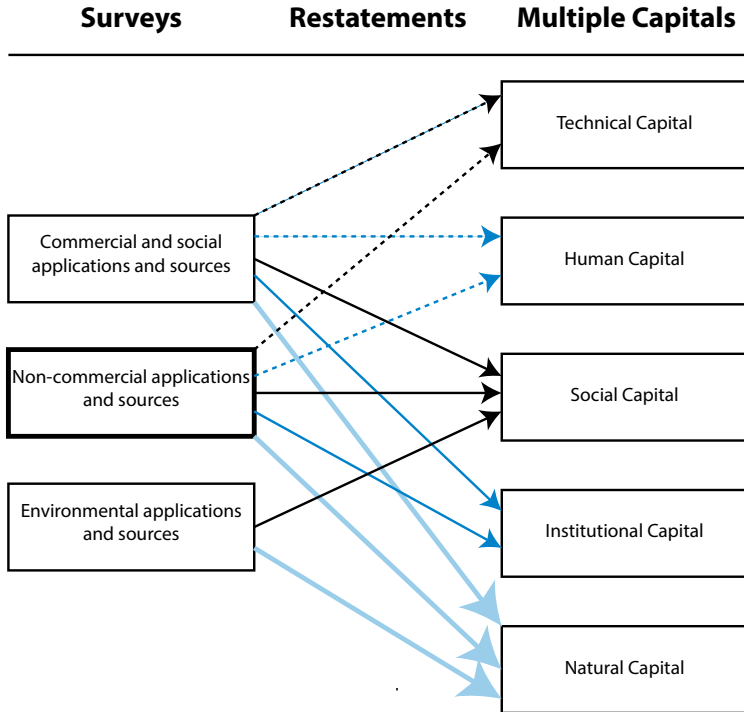 Surveys Restatements Multiple Capitals
Technical Capital
Commercial and social
applications and sources
Human Capital
Non-commercial applications
and sources
Social Capital
Environmental applications
and sources
Institutional Capital
Natural Capital